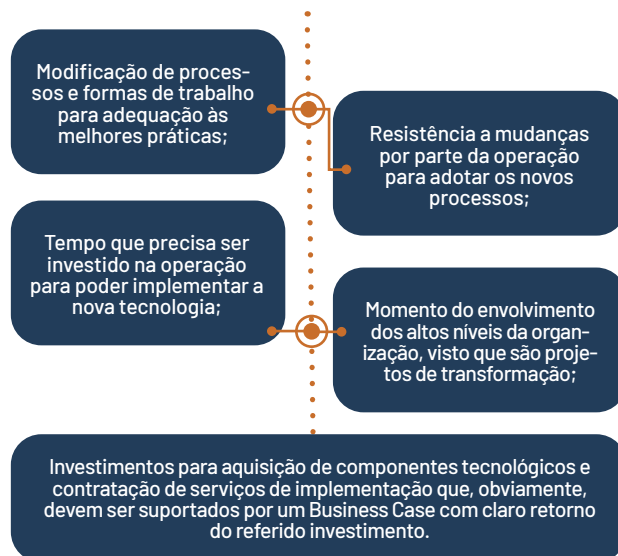 Modificação de proces-
sos e formas de trabalho
para adequação às
melhores práticas;
Resistência a mudanças
por parte da operação
para adotar os novos
processos;
Tempo que precisa ser
investido na operação
para poder implementar a
nova tecnologia;
Momento do envolvimento
dos altos níveis da organ-
ização, visto que são proje-
tos de transformação;
Investimentos para aquisição de componentes tecnológicos e
contratação de serviços de implementação que, obviamente,
devem ser suportados por um Business Case com claro retorno
do referido investimento.